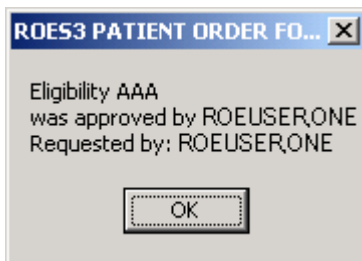 ROES3 PATIENT ORDER FO...
Eligibility AAA
was approved by ROEUSER,ONE
Requested by: ROEUSER,ONE
OK